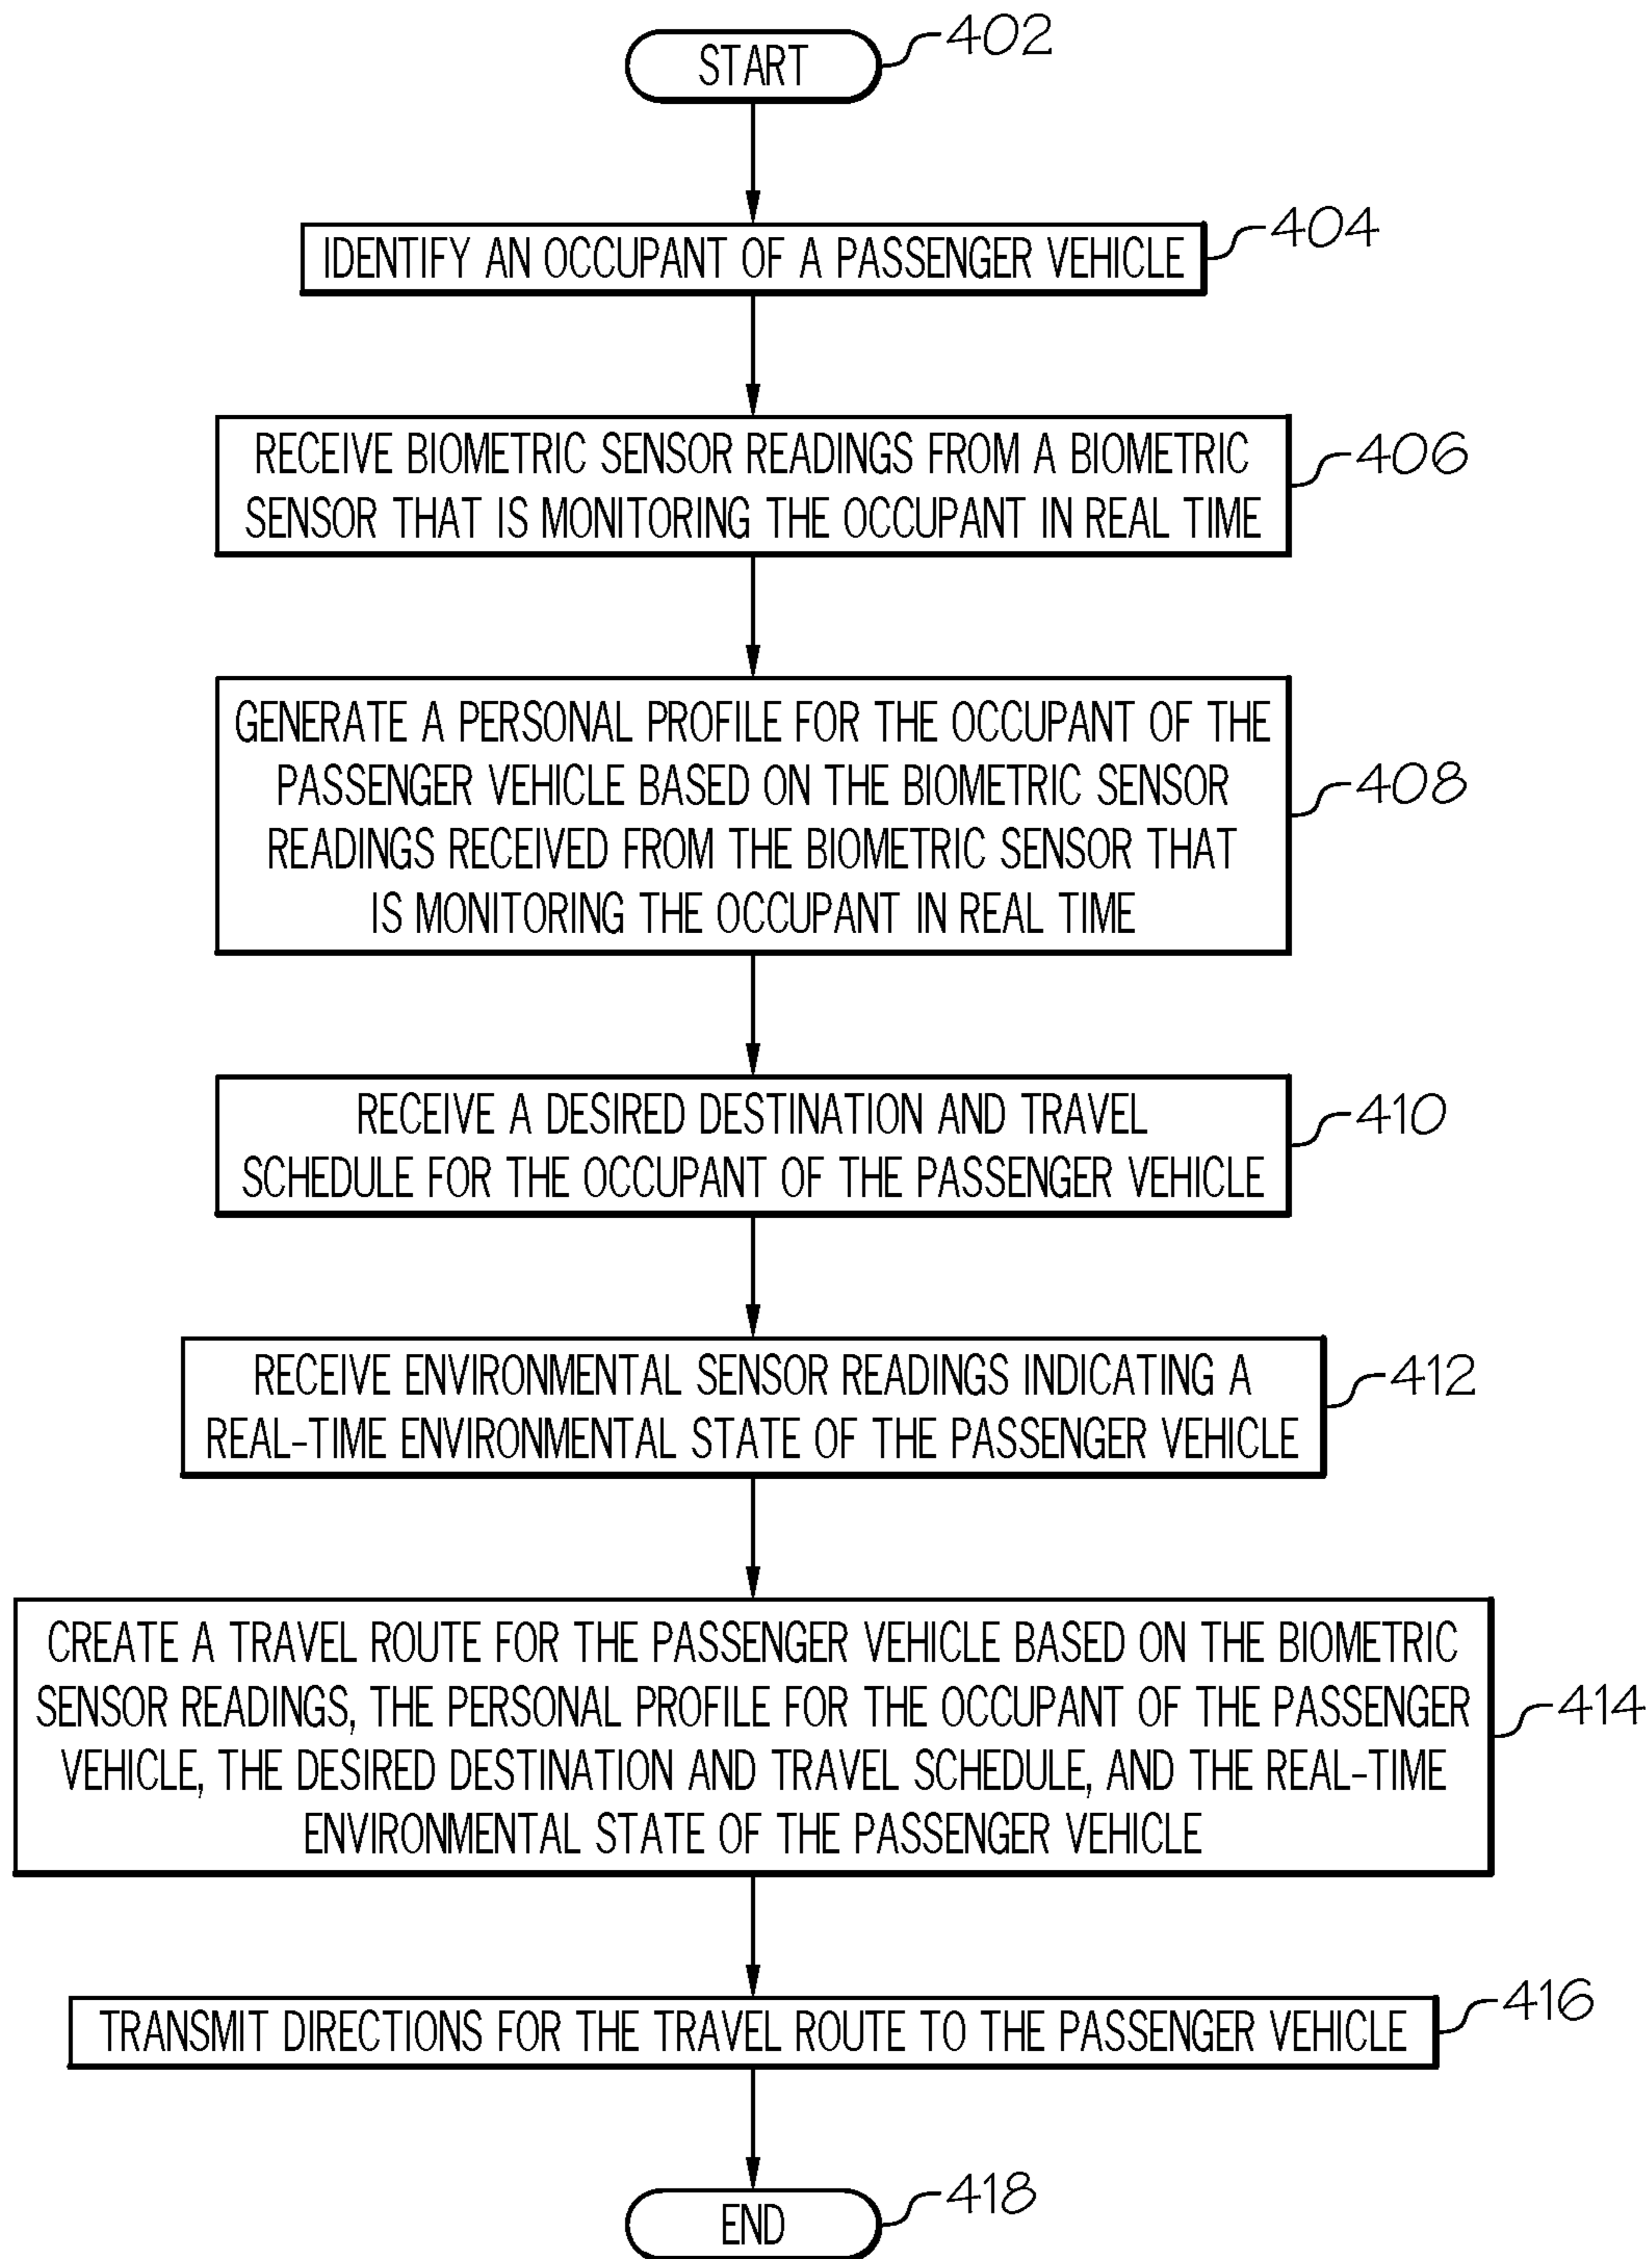 START
402
IDENTIFY AN OCCUPANT OF A PASSENGER VEHICLE
404
RECEIVE BIOMETRIC SENSOR READINGS FROM A BIOMETRIC
SENSOR THAT IS MONITORING THE OCCUPANT IN REAL TIME
406
GENERATE A PERSONAL PROFILE FOR THE OCCUPANT OF THE
PASSENGER VEHICLE BASED ON THE BIOMETRIC SENSOR
READINGS RECEIVED FROM THE BIOMETRIC SENSOR THAT
IS MONITORING THE OCCUPANT IN REAL TIME
408
RECEIVE A DESIRED DESTINATION AND TRAVEL
SCHEDULE FOR THE OCCUPANT OF THE PASSENGER VEHICLE
410
RECEIVE ENVIRONMENTAL SENSOR READINGS INDICATING A
REAL-TIME ENVIRONMENTAL STATE OF THE PASSENGER VEHICLE
412
CREATE A TRAVEL ROUTE FOR THE PASSENGER VEHICLE BASED ON THE BIOMETRIC
SENSOR READINGS, THE PERSONAL PROFILE FOR THE OCCUPANT OF THE PASSENGER
VEHICLE, THE DESIRED DESTINATION AND TRAVEL SCHEDULE, AND THE REAL-TIME
ENVIRONMENTAL STATE OF THE PASSENGER VEHICLE
414
TRANSMIT DIRECTIONS FOR THE TRAVEL ROUTE TO THE PASSENGER VEHICLE
416
END
418